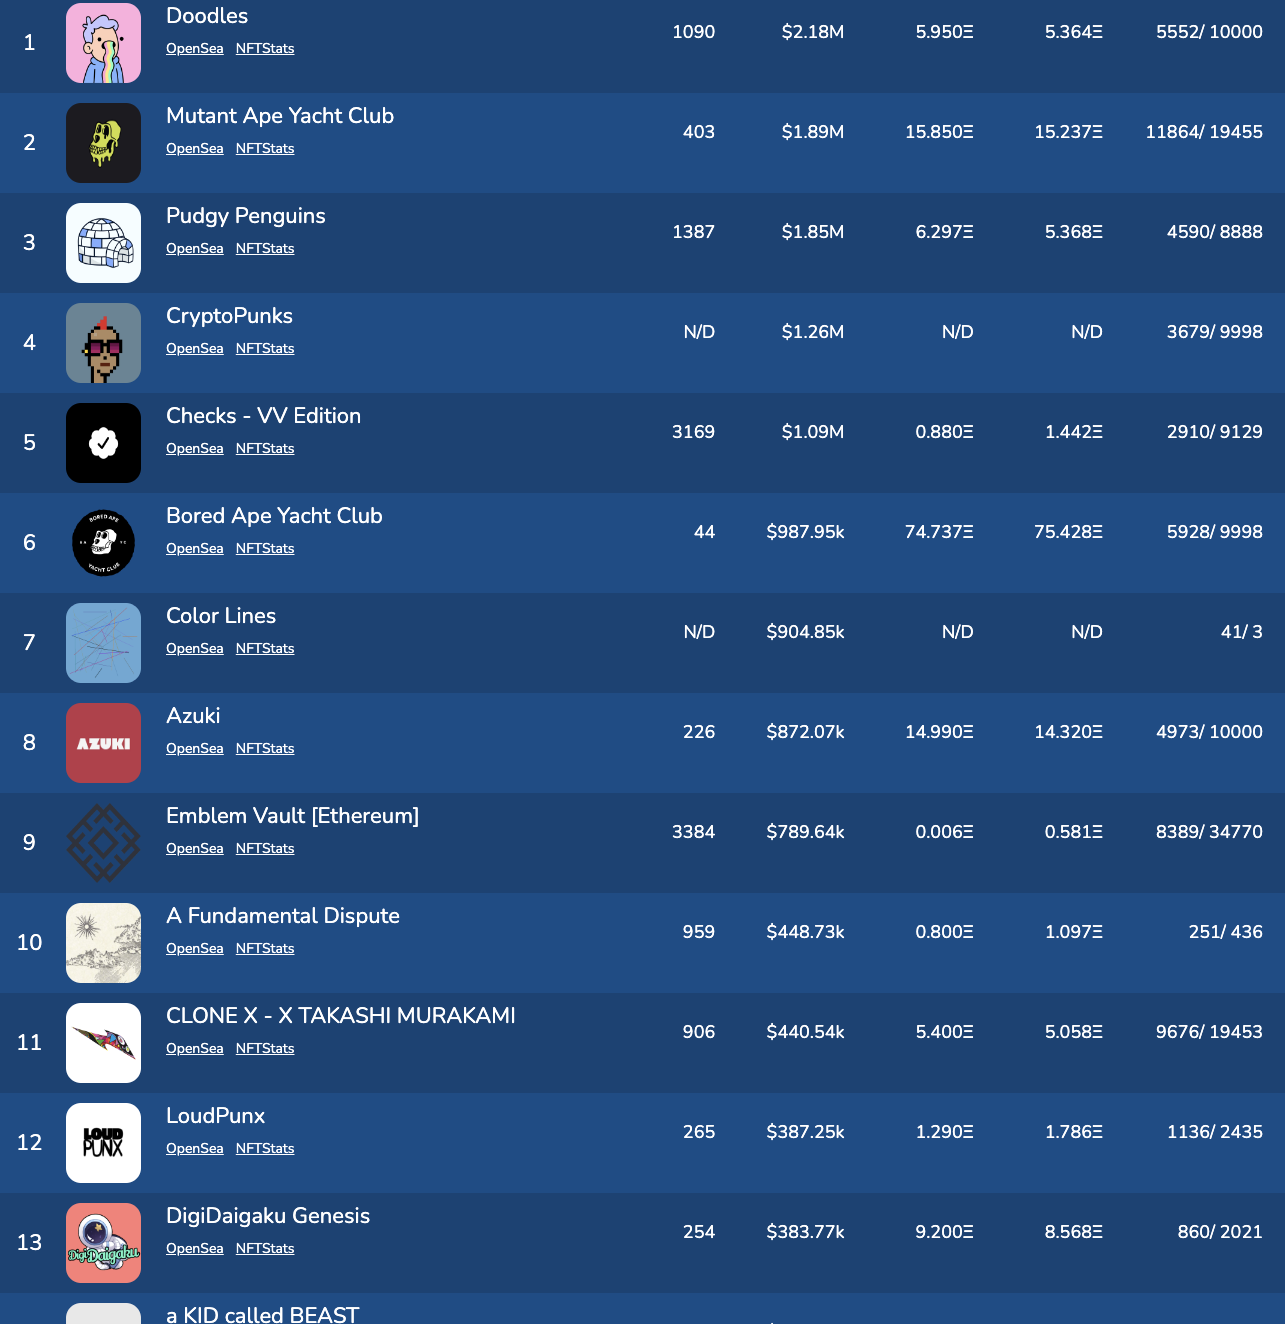 1 Doodles 1090 $2.18M 5.950Ξ 5.364Ξ 5552/ 10000
OpenSea NFTStats
2 Mutant Ape Yacht Club 403 $1.89M 15.850Ξ 15.237Ξ 11864/ 19455
OpenSea NFTStats
3 Pudgy Penguins 1387 $1.85M 6.297Ξ 5.368Ξ 4590/ 8888
OpenSea NFTStats
4 CryptoPunks N/D $1.26M N/D N/D 3679/ 9998
OpenSea NFTStats
5 Checks - VV Edition 3169 $1.09M 0.880Ξ 1.442Ξ 2910/ 9129
OpenSea NFTStats
BORED APE
YACHT CLUB
6 Bored Ape Yacht Club 44 $987.95k 74.737Ξ 75.428Ξ 5928/ 9998
OpenSea NFTStats
7 Color Lines N/D $904.85k N/D N/D 41/ 3
OpenSea NFTStats
AZUKI
8 Azuki 226 $872.07k 14.990Ξ 14.320Ξ 4973/ 10000
OpenSea NFTStats
9 Emblem Vault [Ethereum] 3384 $789.64k 0.006Ξ 0.581Ξ 8389/ 34770
OpenSea NFTStats
10 A Fundamental Dispute 959 $448.73k 0.800Ξ 1.097Ξ 251/ 436
OpenSea NFTStats
11 CLONE X - X TAKASHI MURAKAMI 906 $440.54k 5.400Ξ 5.058Ξ 9676/ 19453
OpenSea NFTStats
LOUD
PUNX
12 LoudPunx 265 $387.25k 1.290Ξ 1.786Ξ 1136/ 2435
OpenSea NFTStats
DigiDaigaku
13 DigiDaigaku Genesis 254 $383.77k 9.200Ξ 8.568Ξ 860/ 2021
OpenSea NFTStats
a KID called BEAST